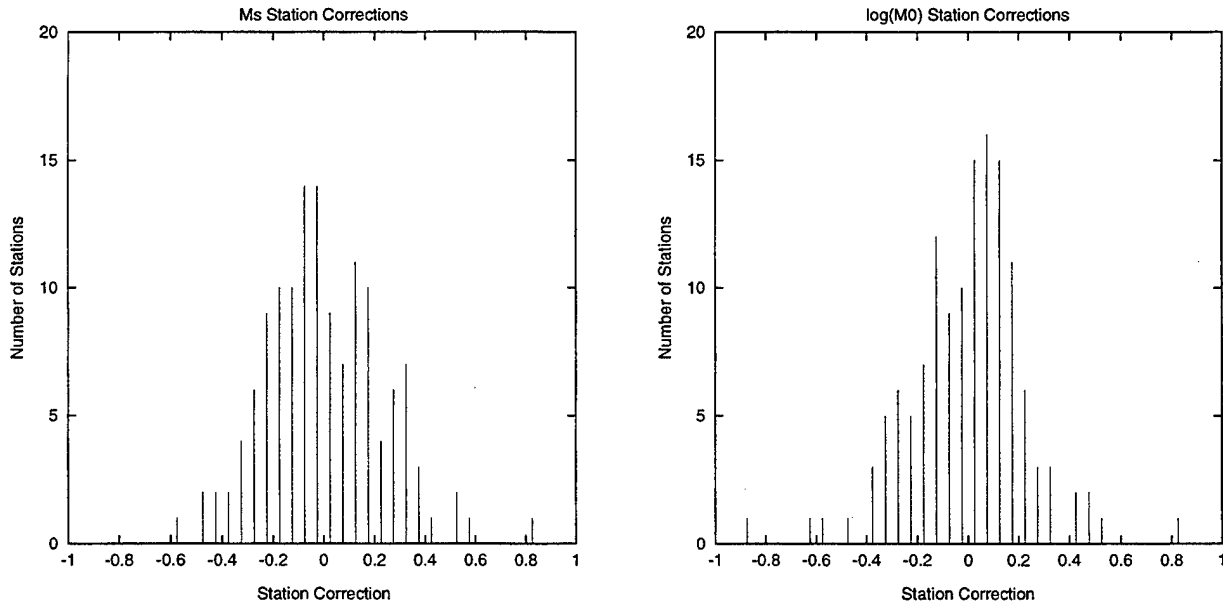 Ms Station Corrections
20
15
10
5
0
-1 -0.8 -0.6 -0.4 -0.2 0 0.2 0.4 0.6 0.8 1
Number of Stations
Station Correction
log(M0) Station Corrections
20
15
10
5
0
-1 -0.8 -0.6 -0.4 -0.2 0 0.2 0.4 0.6 0.8 1
Number of Stations
Station Correction